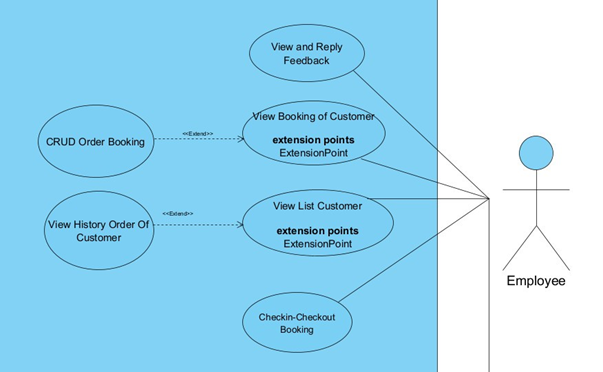 View and Reply
Feedback
View Booking of Customer
extension points
ExtensionPoint
<<Extend>>
CRUD Order Booking
View List Customer
extension points
ExtensionPoint
<<Extend>>
View History Order Of
Customer
Checkin-Checkout
Booking
Employee